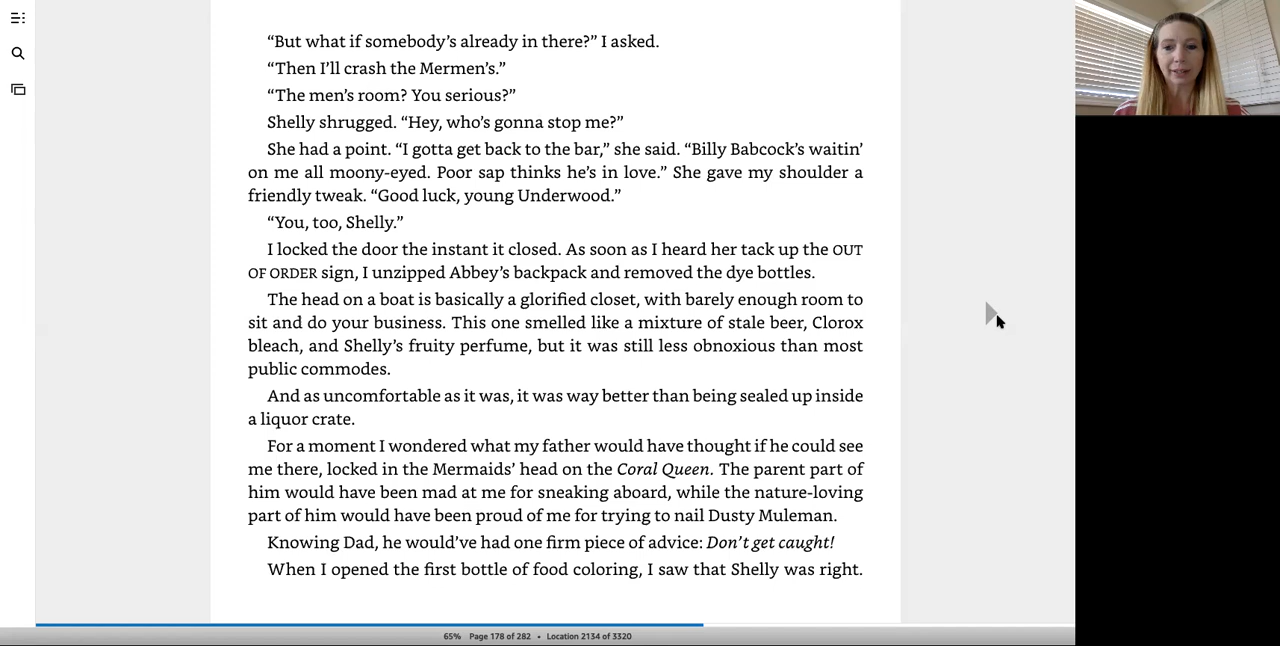 “But what if somebody’s already in there?” I asked.
“Then I’ll crash the Mermen’s.”
“The men’s room? You serious?”
Shelly shrugged. “Hey, who’s gonna stop me?”
She had a point. “I gotta get back to the bar,” she said. “Billy Babcock’s waitin’
on me all moony-eyed. Poor sap thinks he’s in love.” She gave my shoulder a
friendly tweak. “Good luck, young Underwood.”
“You, too, Shelly.”
I locked the door the instant it closed. As soon as I heard her tack up the OUT
OF ORDER sign, I unzipped Abbey’s backpack and removed the dye bottles.
The head on a boat is basically a glorified closet, with barely enough room to
sit and do your business. This one smelled like a mixture of stale beer, Clorox
bleach, and Shelly’s fruity perfume, but it was still less obnoxious than most
public commodes.
And as uncomfortable as it was, it was way better than being sealed up inside
a liquor crate.
For a moment I wondered what my father would have thought if he could see
me there, locked in the Mermaids’ head on the Coral Queen. The parent part of
him would have been mad at me for sneaking aboard, while the nature-loving
part of him would have been proud of me for trying to nail Dusty Muleman.
Knowing Dad, he would’ve had one firm piece of advice: Don’t get caught!
When I opened the first bottle of food coloring, I saw that Shelly was right.
65% Page 178 of 282 • Location 2134 of 3320